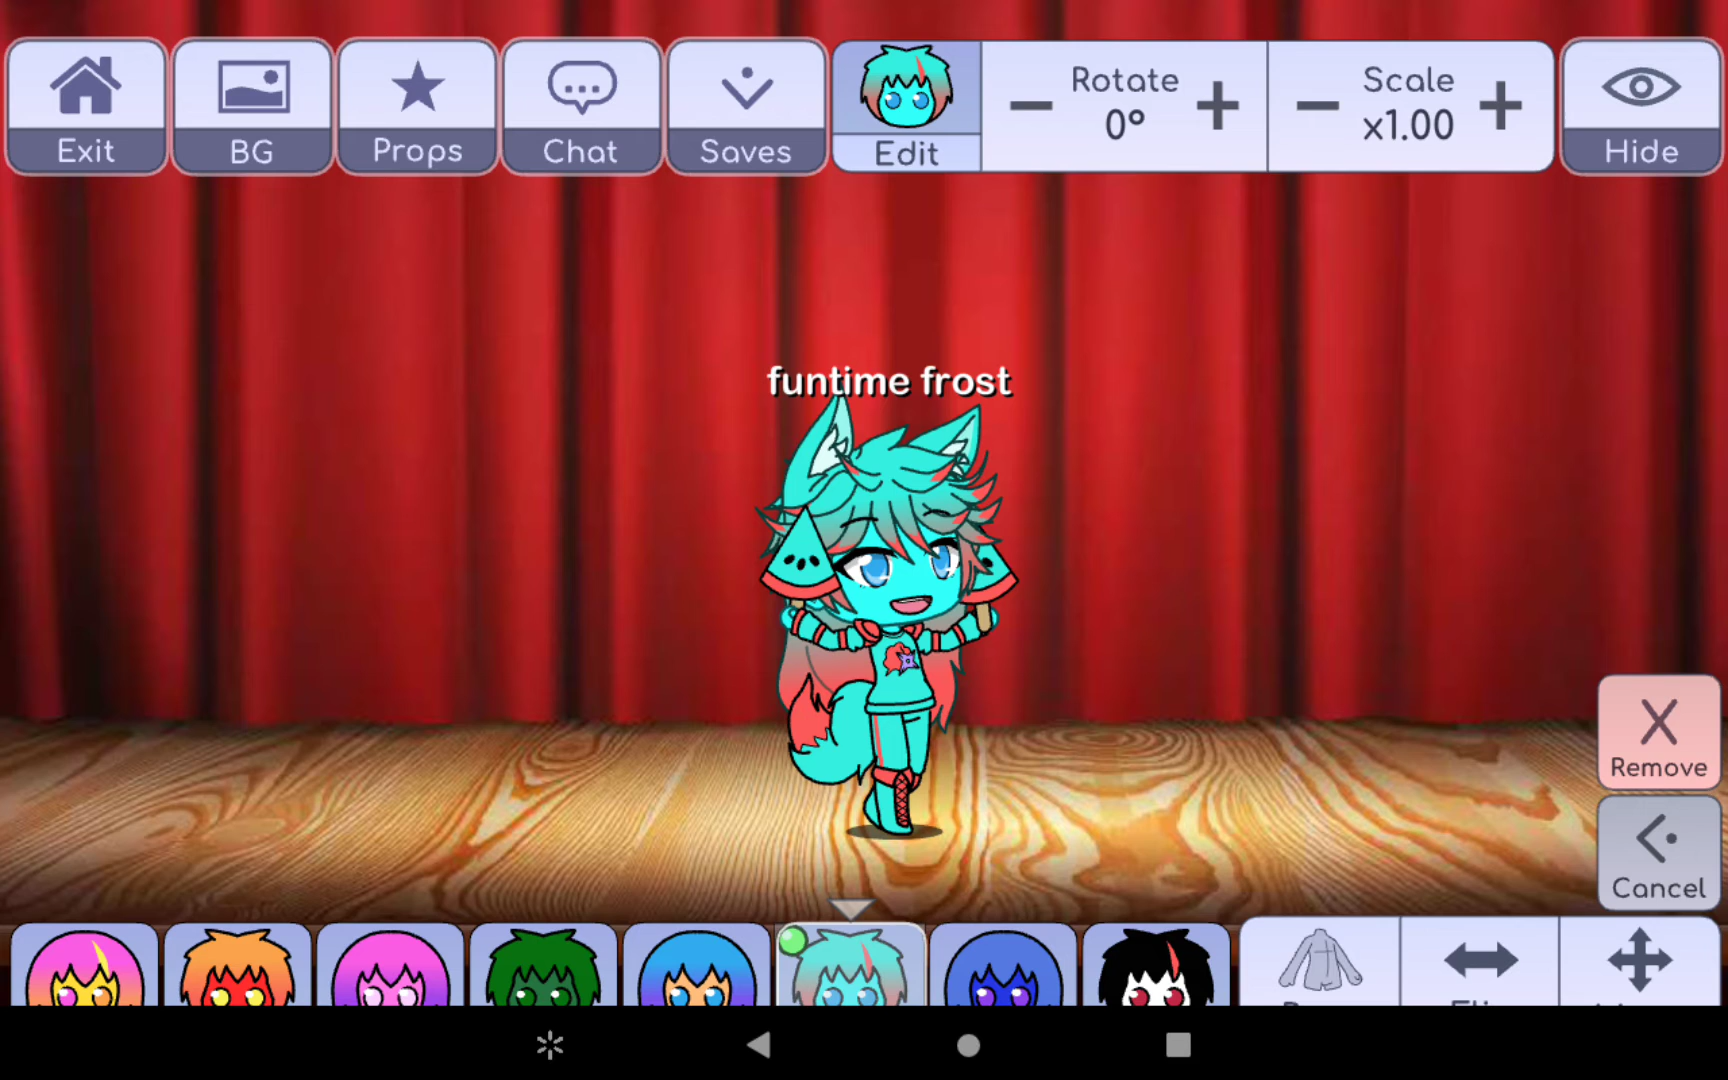 Exit
BG
Props
Chat
Saves
Edit
Rotate
0°
Scale
x1.00
Hide
funtime frost
Remove
Cancel